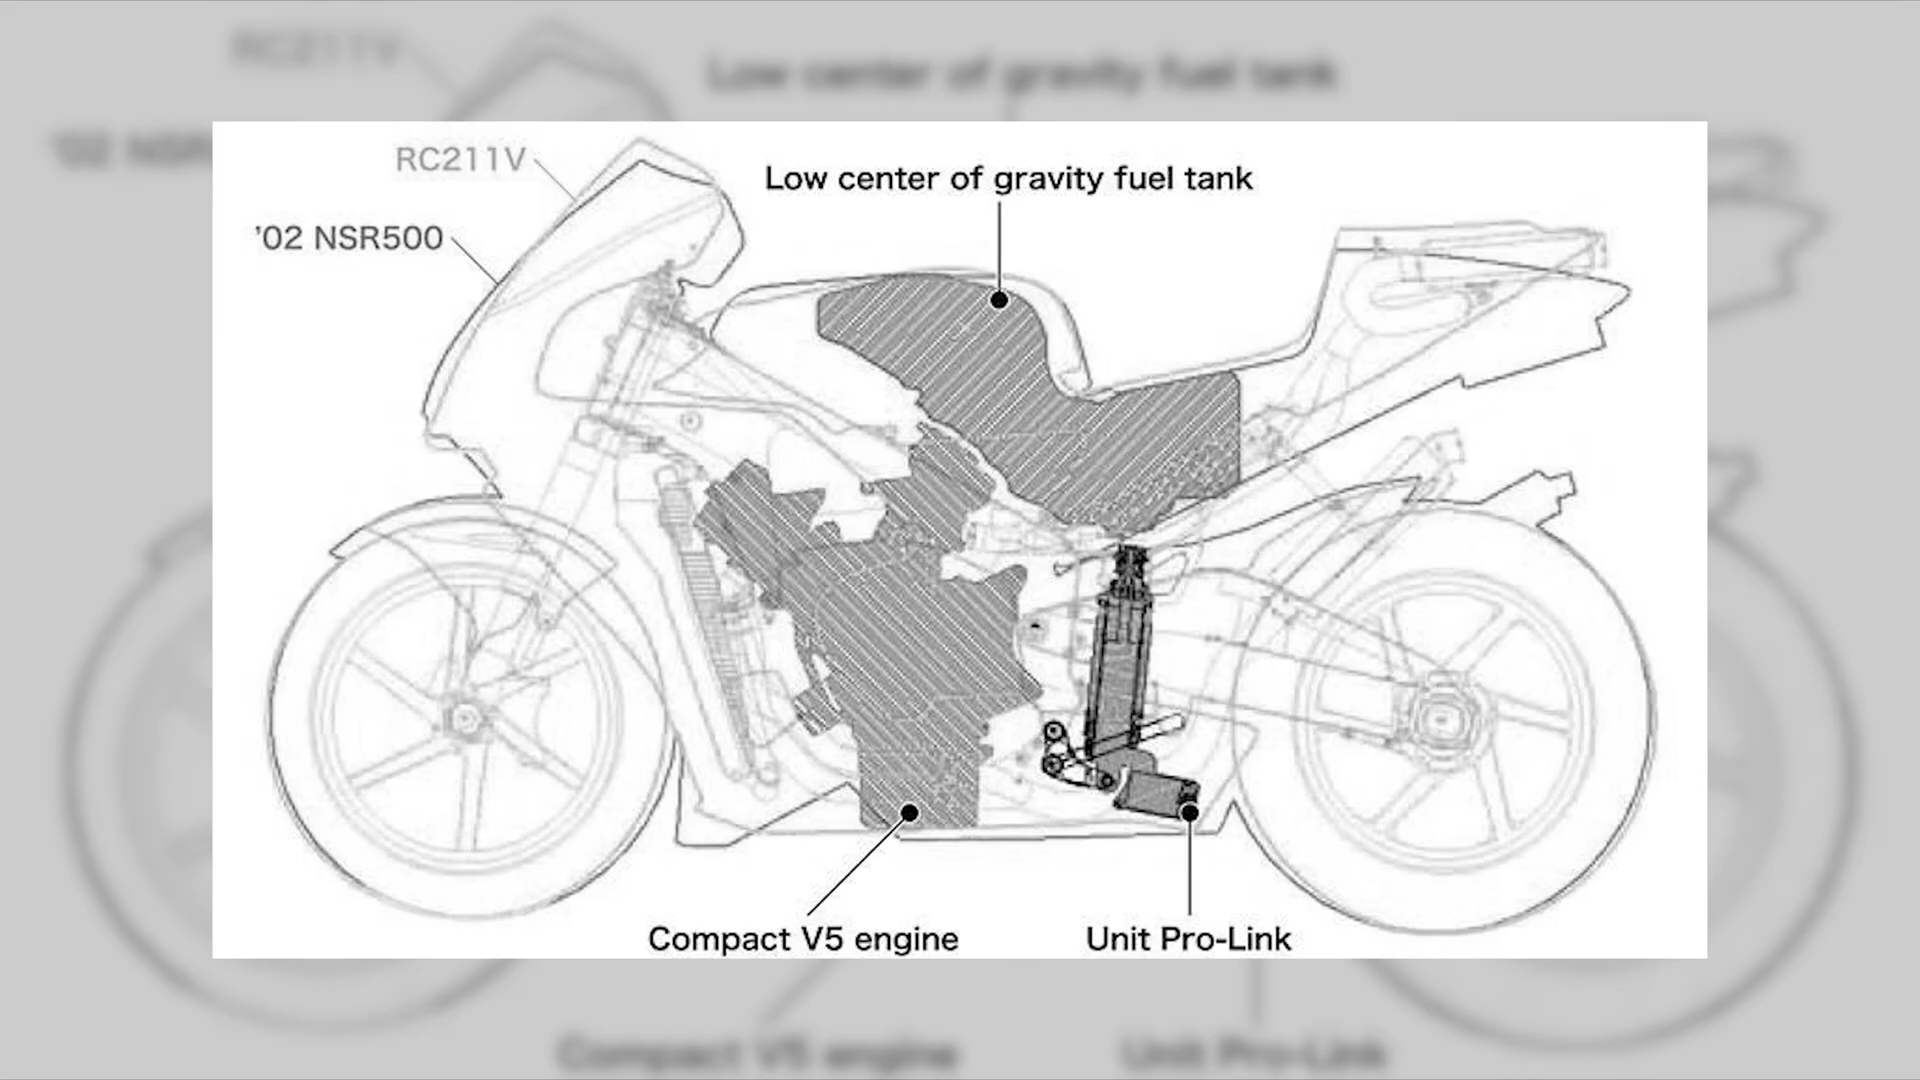 RC211V
Low center of gravity fuel tank
’02 NSR500
Compact V5 engine
Unit Pro-Link